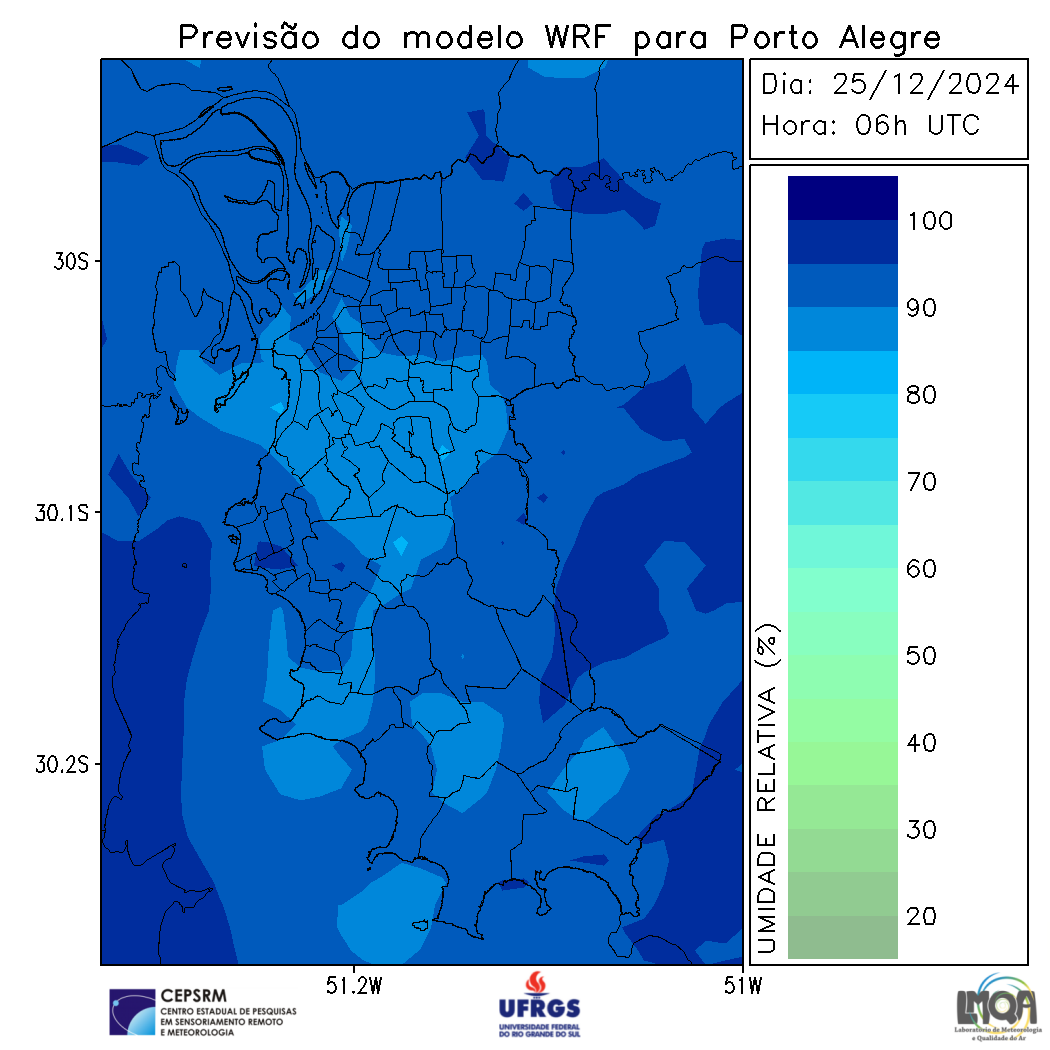 Previsão do modelo WRF para Porto Alegre
Dia: 25/12/2024
Hora: 06h UTC
30S
30.1S
30.2S
51.2W
51W
UMIDADE RELATIVA (%)
100
90
80
70
60
50
40
30
20
CEPSRM
CENTRO ESTADUAL DE PESQUISAS
EM SENSORIAMENTO REMOTO
E METEOROLOGIA
UFRGS
UNIVERSIDADE FEDERAL
DO RIO GRANDE DO SUL
LMQA
Laboratório de Meteorologia
e Qualidade do Ar